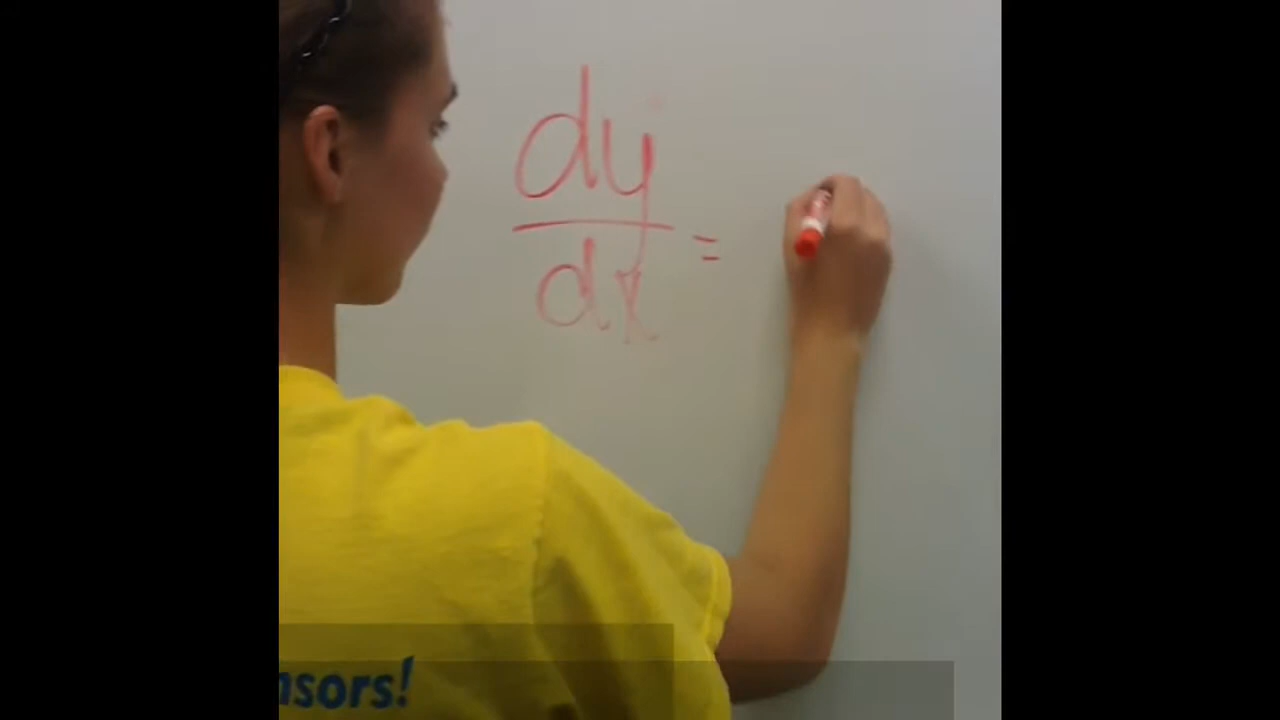 dy
dx =
nsors!